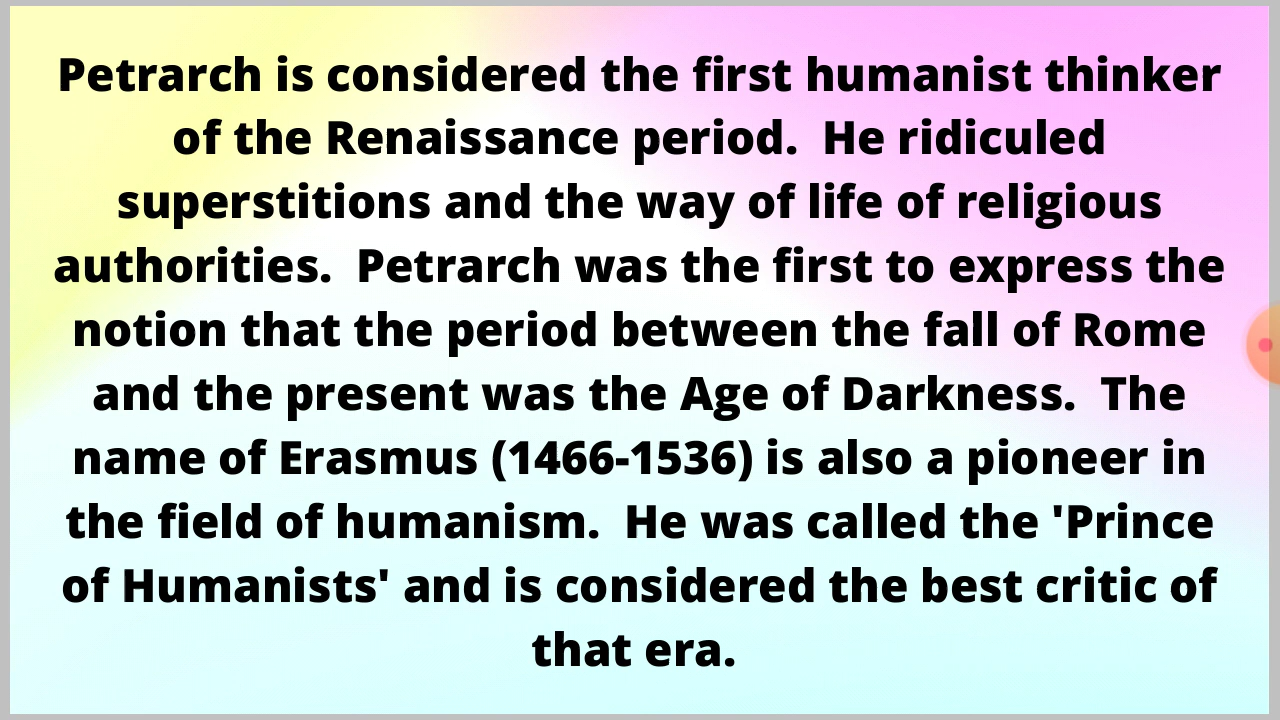 Petrarch is considered the first humanist thinker
of the Renaissance period.  He ridiculed
superstitions and the way of life of religious
authorities.  Petrarch was the first to express the
notion that the period between the fall of Rome
and the present was the Age of Darkness.  The
name of Erasmus (1466-1536) is also a pioneer in
the field of humanism.  He was called the 'Prince
of Humanists' and is considered the best critic of
that era.